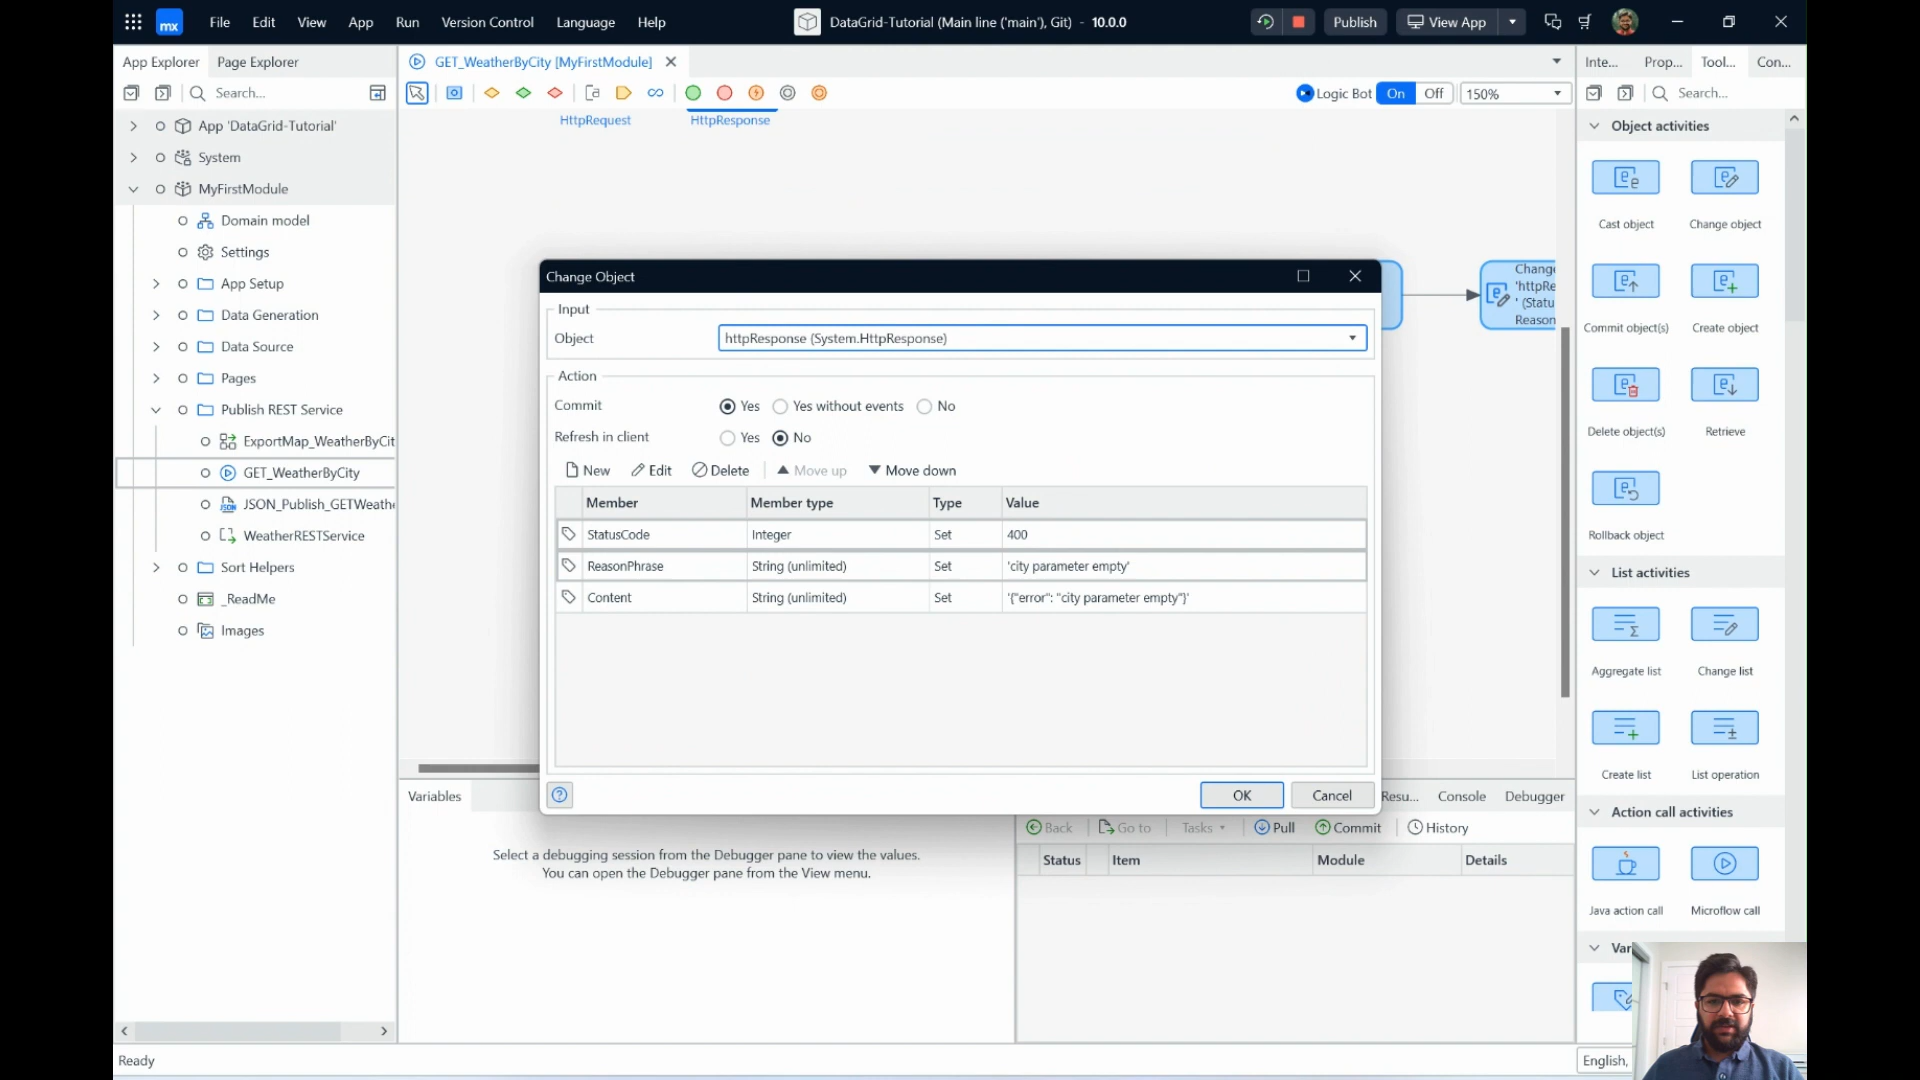 mx
File Edit View App Run Version Control Language Help
DataGrid-Tutorial (Main line ('main'), Git) - 10.0.0
Publish
View App
App Explorer Page Explorer
GET_WeatherByCity [MyFirstModule]
Inte... Prop... Tool... Con...
Search...
Logic Bot On Off 150%
Search...
App 'DataGrid-Tutorial'
System
MyFirstModule
Domain model
Settings
App Setup
Data Generation
Data Source
Pages
Publish REST Service
ExportMap_WeatherByCit
GET_WeatherByCity
JSON_Publish_GETWeathe
WeatherRESTService
Sort Helpers
_ReadMe
Images
HttpRequest HttpResponse
Change
'httpRe
' (Statu
Reason
Change Object
Input
Object httpResponse (System.HttpResponse)
Action
Commit Yes Yes without events No
Refresh in client Yes No
New Edit Delete Move up Move down
Member Member type Type Value
StatusCode Integer Set 400
ReasonPhrase String (unlimited) Set 'city parameter empty'
Content String (unlimited) Set '{"error": "city parameter empty"}'
OK Cancel
Object activities
Cast object Change object
Commit object(s) Create object
Delete object(s) Retrieve
Rollback object
List activities
Aggregate list Change list
Create list List operation
Action call activities
Java action call Microflow call
Var
Variables
Select a debugging session from the Debugger pane to view the values.
You can open the Debugger pane from the View menu.
Resu... Console Debugger
Back Go to Tasks Pull Commit History
Status Item Module Details
Ready
English,